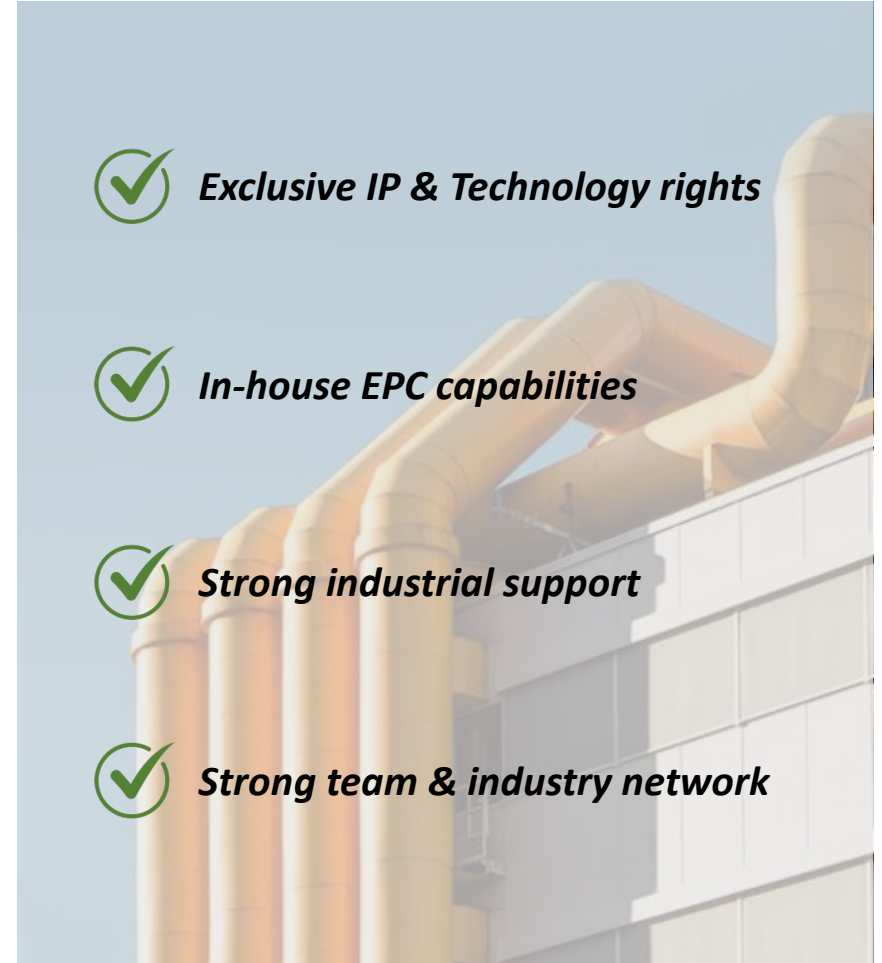 Exclusive IP & Technology rights
In-house EPC capabilities
Strong industrial support
Strong team & industry network